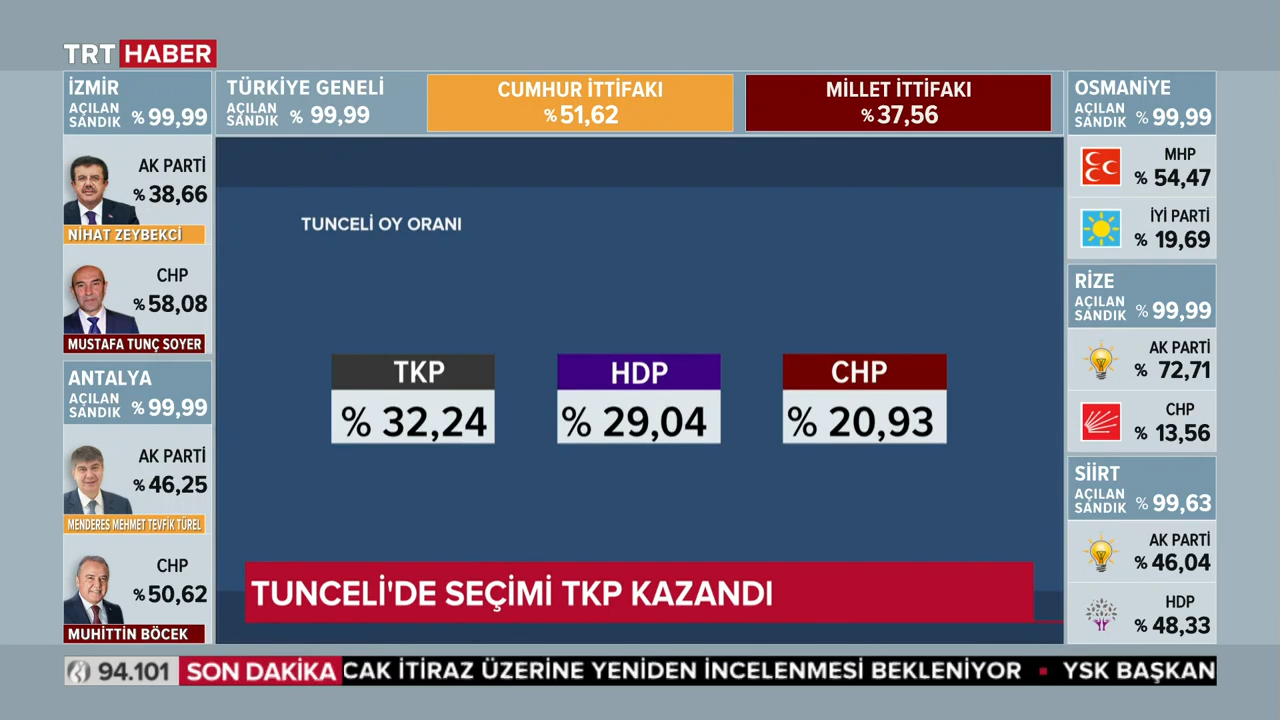 TRT HABER
İZMİR
AÇILAN SANDIK % 99,99
AK PARTİ
% 38,66
NİHAT ZEYBEKCİ
CHP
% 58,08
MUSTAFA TUNÇ SOYER
ANTALYA
AÇILAN SANDIK % 99,99
AK PARTİ
% 46,25
MENDERES MEHMET TEVFİK TÜREL
CHP
% 50,62
MUHİTTİN BÖCEK
TÜRKİYE GENELİ
AÇILAN SANDIK % 99,99
CUMHUR İTTİFAKI
% 51,62
MİLLET İTTİFAKI
% 37,56
TUNCELİ OY ORANI
TKP
% 32,24
HDP
% 29,04
CHP
% 20,93
TUNCELİ'DE SEÇİMİ TKP KAZANDI
OSMANİYE
AÇILAN SANDIK % 99,99
MHP
% 54,47
İYİ PARTİ
% 19,69
RİZE
AÇILAN SANDIK % 99,99
AK PARTİ
% 72,71
CHP
% 13,56
SİİRT
AÇILAN SANDIK % 99,63
AK PARTİ
% 46,04
HDP
% 48,33
94.101 SON DAKİKA CAK İTİRAZ ÜZERİNE YENİDEN İNCELENMESİ BEKLENİYOR ▪ YSK BAŞKAN